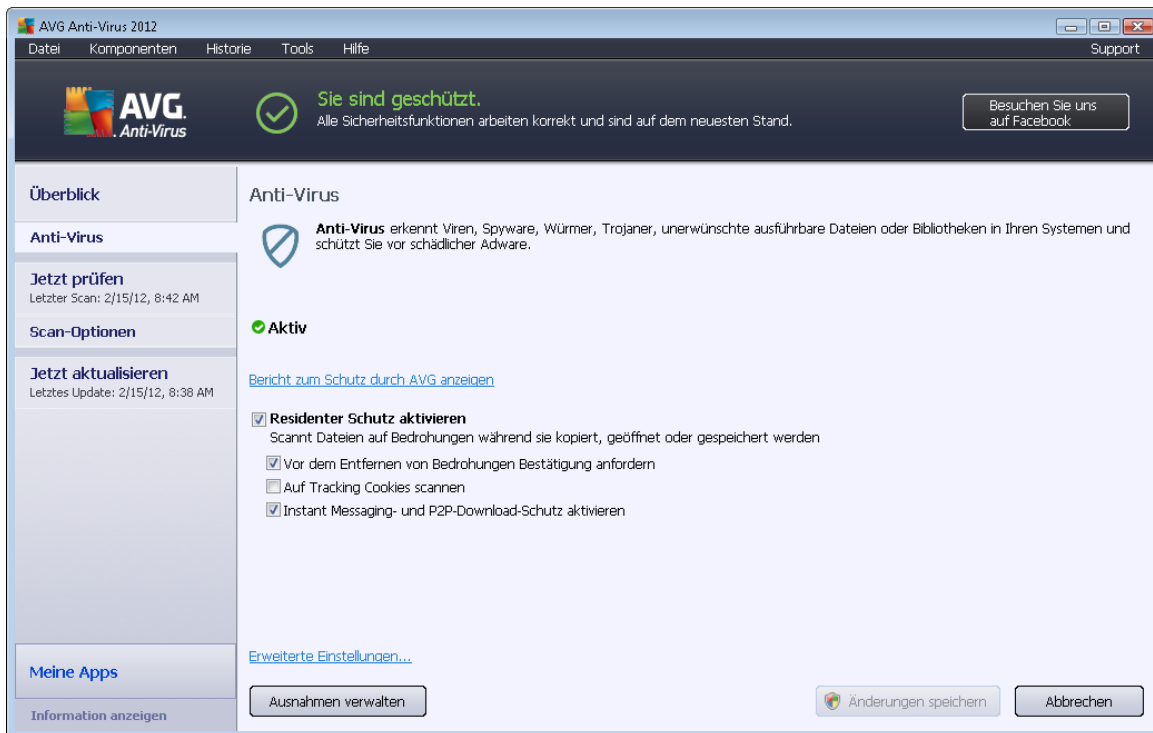 AVG Anti-Virus 2012
Datei Komponenten Historie Tools Hilfe Support
AVG.
Anti-Virus
Sie sind geschützt.
Alle Sicherheitsfunktionen arbeiten korrekt und sind auf dem neuesten Stand.
Besuchen Sie uns
auf Facebook
Überblick
Anti-Virus
Jetzt prüfen
Letzter Scan: 2/15/12, 8:42 AM
Scan-Optionen
Jetzt aktualisieren
Letztes Update: 2/15/12, 8:38 AM
Meine Apps
Information anzeigen
Anti-Virus
Anti-Virus erkennt Viren, Spyware, Würmer, Trojaner, unerwünschte ausführbare Dateien oder Bibliotheken in Ihren Systemen und
schützt Sie vor schädlicher Adware.
Aktiv
Bericht zum Schutz durch AVG anzeigen
Residenter Schutz aktivieren
Scannt Dateien auf Bedrohungen während sie kopiert, geöffnet oder gespeichert werden
Vor dem Entfernen von Bedrohungen Bestätigung anfordern
Auf Tracking Cookies scannen
Instant Messaging- und P2P-Download-Schutz aktivieren
Erweiterte Einstellungen...
Ausnahmen verwalten
Änderungen speichern
Abbrechen